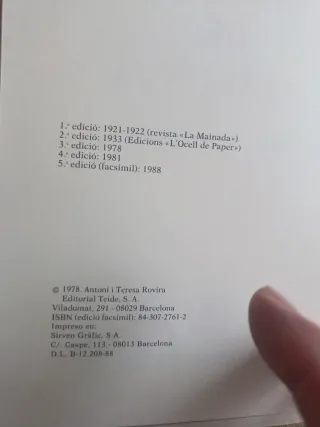 1.ª edició: 1921-1922 (revista «La Mainada»)
2.ª edició: 1933 (Edicions «L'Ocell de Paper»)
3.ª edició: 1978
4.ª edició: 1981
5.ª edició (facsímil): 1988
© 1978. Antoni i Teresa Rovira
Editorial Teide, S. A.
Viladomat, 291 - 08029 Barcelona
ISBN (edició facsímil): 84-307-2761-2
Impreso en:
Sirven Gràfic, S.A.
C/. Caspe, 113 - 08013 Barcelona
D L. B-12.208-88